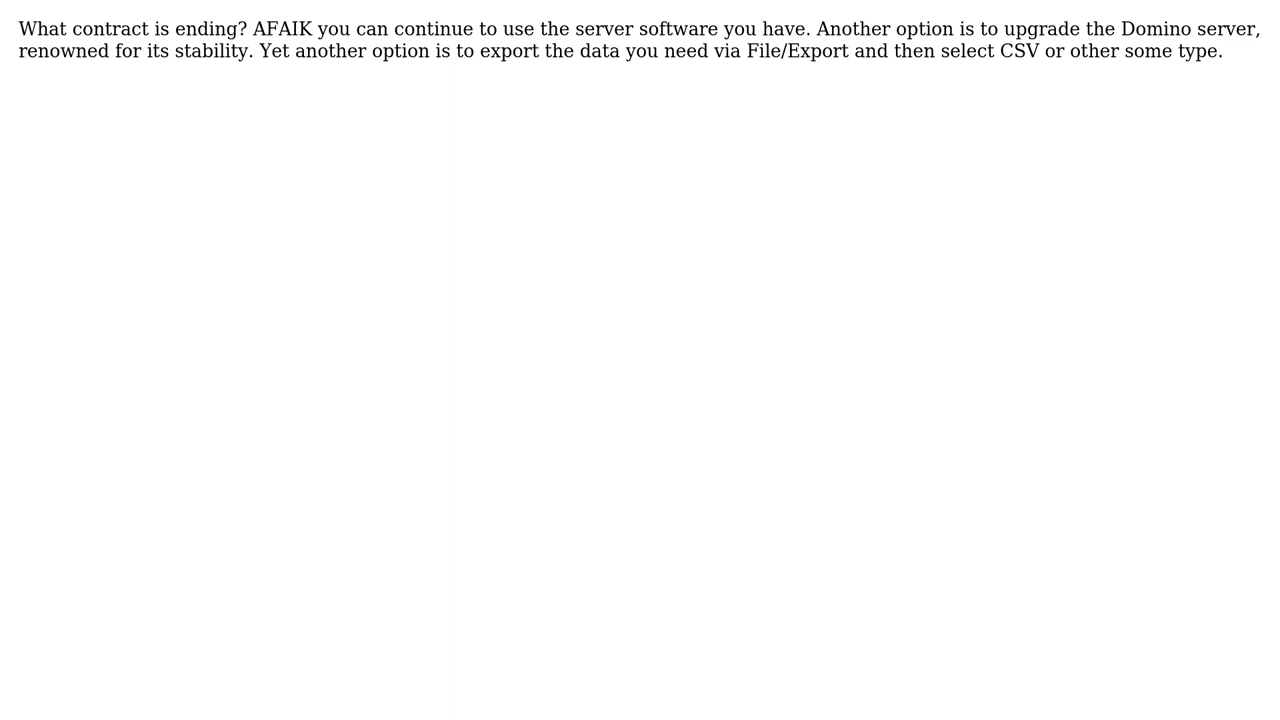 What contract is ending? AFAIK you can continue to use the server software you have. Another option is to upgrade the Domino server,
renowned for its stability. Yet another option is to export the data you need via File/Export and then select CSV or other some type.